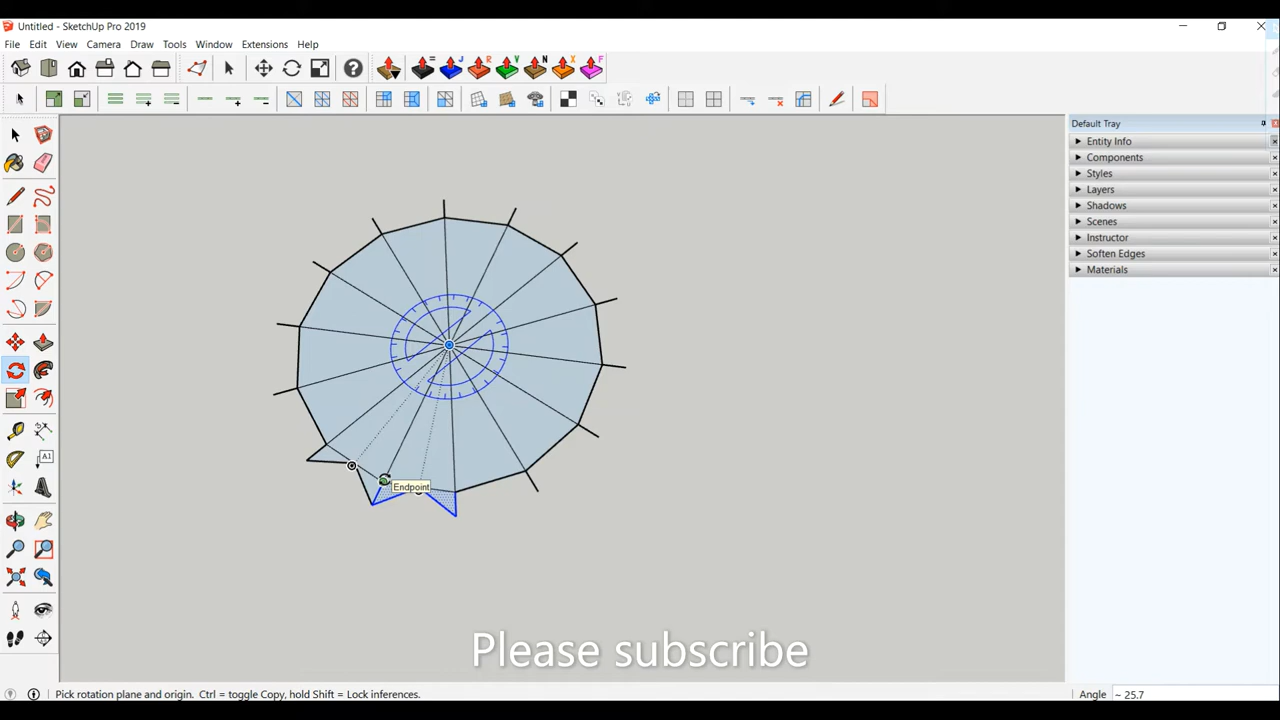 Untitled - SketchUp Pro 2019
File Edit View Camera Draw Tools Window Extensions Help
Default Tray
Entity Info
Components
Styles
Layers
Shadows
Scenes
Instructor
Soften Edges
Materials
Endpoint
Please subscribe
Pick rotation plane and origin. Ctrl = toggle Copy, hold Shift = Lock inferences.
Angle ~ 25.7